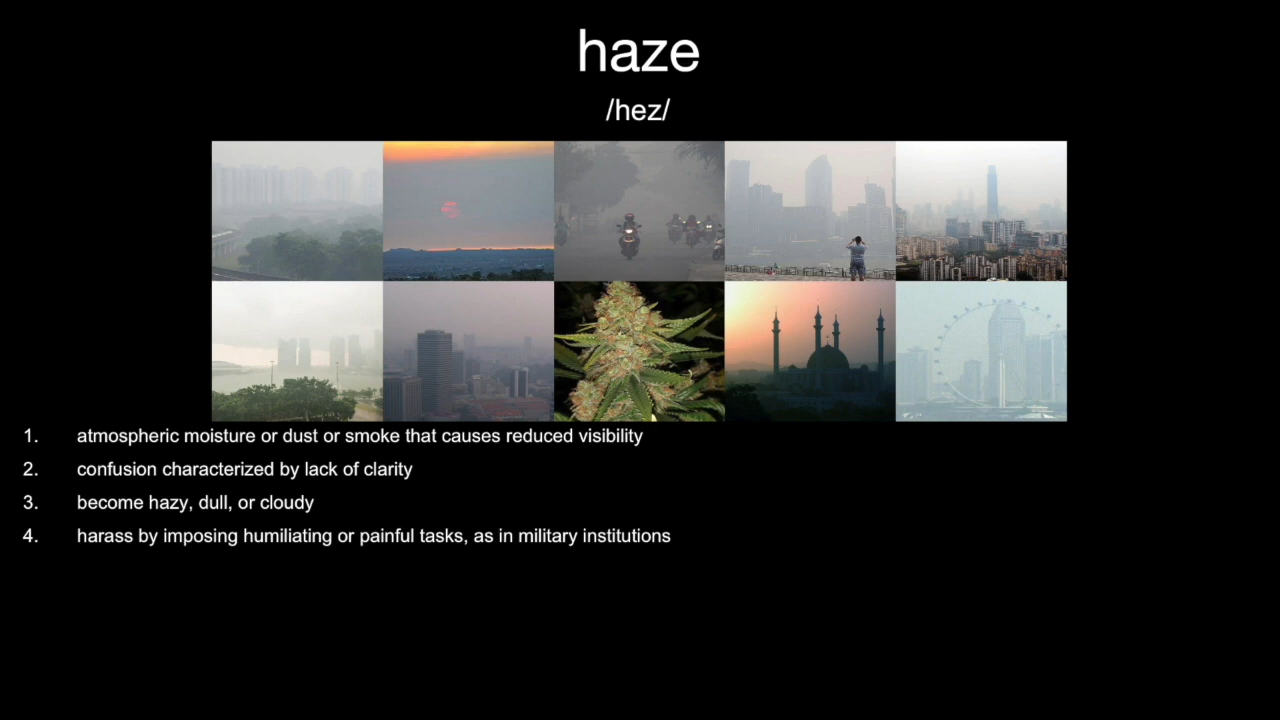 haze
/hez/
1. atmospheric moisture or dust or smoke that causes reduced visibility
2. confusion characterized by lack of clarity
3. become hazy, dull, or cloudy
4. harass by imposing humiliating or painful tasks, as in military institutions